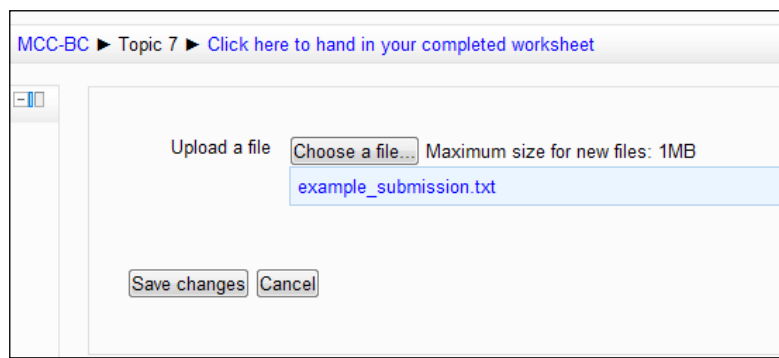 MCC-BC ► Topic 7 ► Click here to hand in your completed worksheet
Upload a file Choose a file... Maximum size for new files: 1MB
example_submission.txt
Save changes Cancel